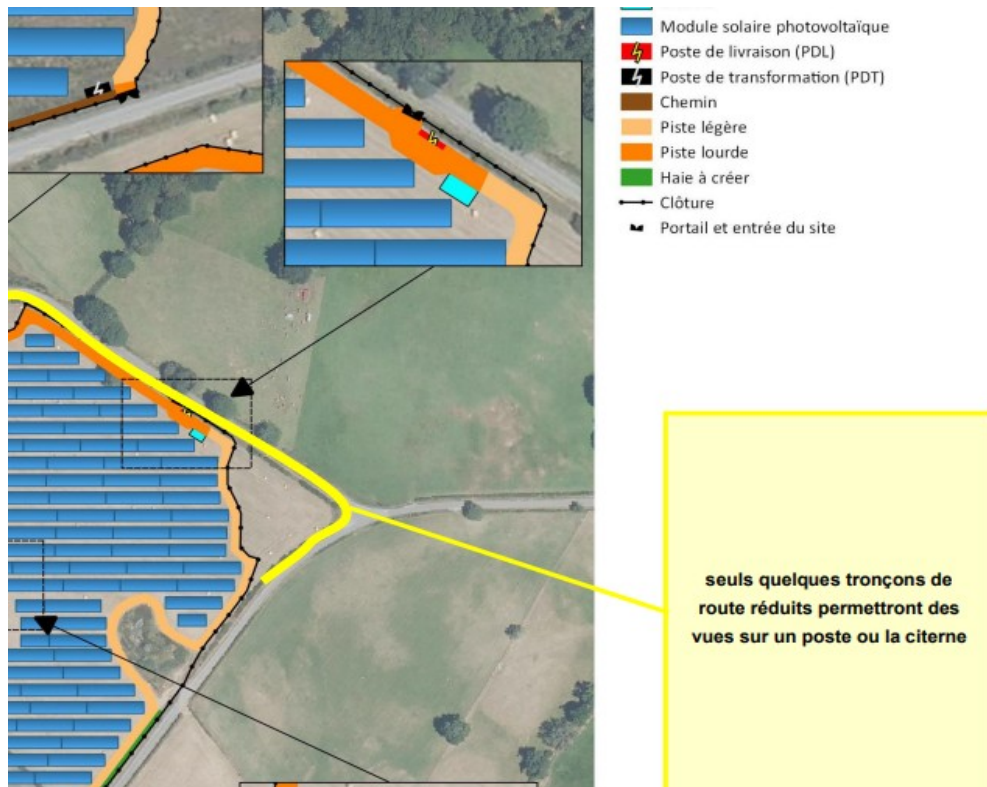 Module solaire photovoltaïque
Poste de livraison (PDL)
Poste de transformation (PDT)
Chemin
Piste légère
Piste lourde
Haie à créer
Clôture
Portail et entrée du site
seuls quelques tronçons de
route réduits permettront des
vues sur un poste ou la citerne